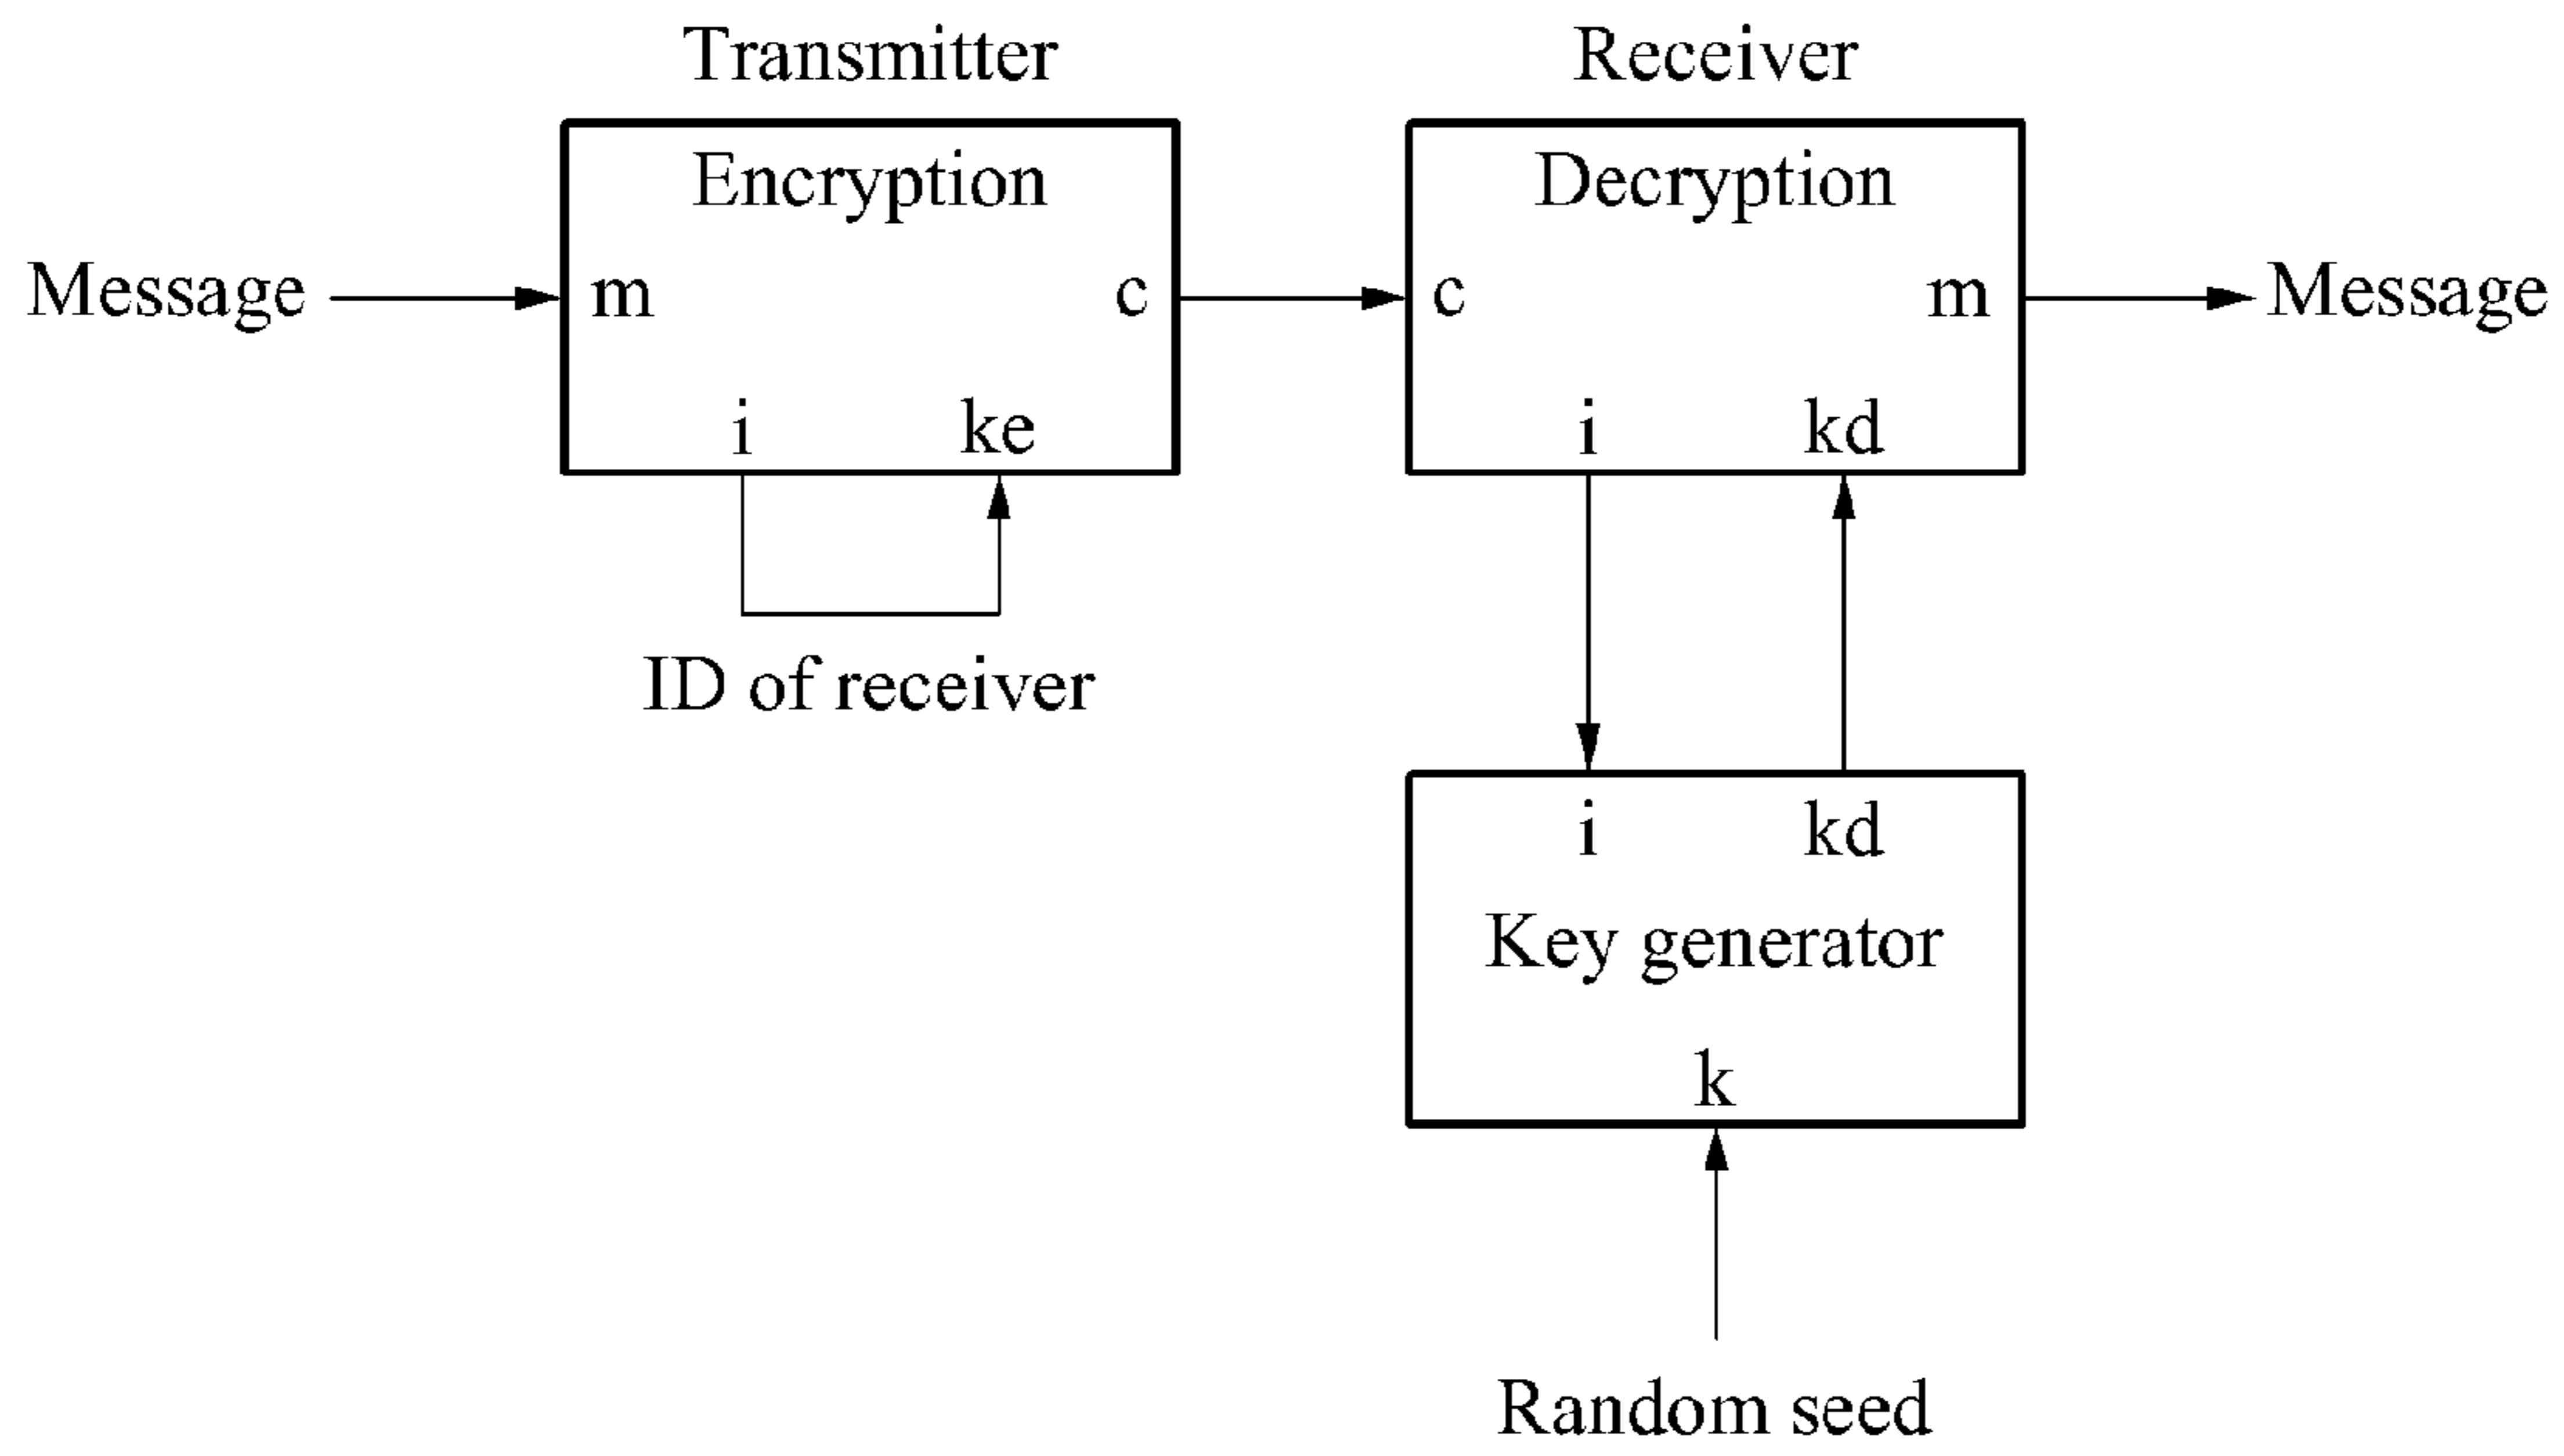 Transmitter
Receiver
Encryption
Decryption
Message
m
c
c
m
Message
i
ke
i
kd
ID of receiver
i
kd
Key generator
k
Random seed